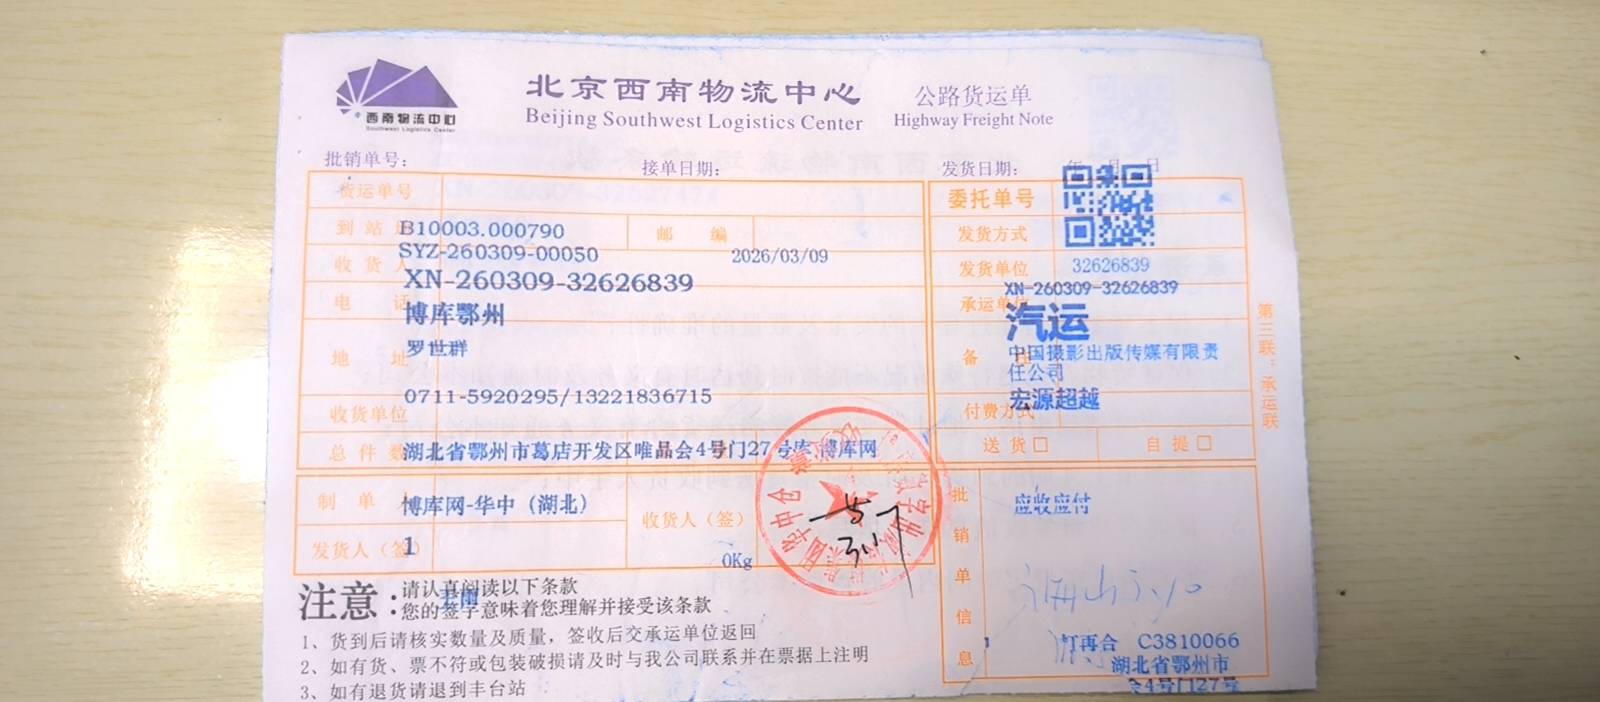 西南物流中心
Southwest Logistics Center
北京西南物流中心
Beijing Southwest Logistics Center
公路货运单
Highway Freight Note
批销单号：
接单日期：
发货日期： 年 月 日
货运单号
委托单号
到站
B10003.000790
邮 编
发货方式
SYZ-260309-00050
2026/03/09
收货人
XN-260309-32626839
发货单位
32626839
XN-260309-32626839
电 话
博库鄂州
承运单位
汽运
地 址
罗世群
备
中国摄影出版传媒有限责
任公司
0711-5920295/13221836715
收货单位
付费方式
宏源超越
总件数
湖北省鄂州市葛店开发区唯品会4号门27号库 博库网
送货□
自提□
制单人
博库网-华中（湖北）
收货人（签）
批销单信息
应收应付
发货人（签）
1
0Kg
注意：
请认真阅读以下条款
您的签字意味着您理解并接受该条款
1、货到后请核实数量及质量，签收后交承运单位返回
2、如有货、票不符或包装破损请及时与我公司联系并在票据上注明
3、如有退货请退到丰台站
1
打再合 C3810066
湖北省鄂州市
会4号门27号
第三联：承运联